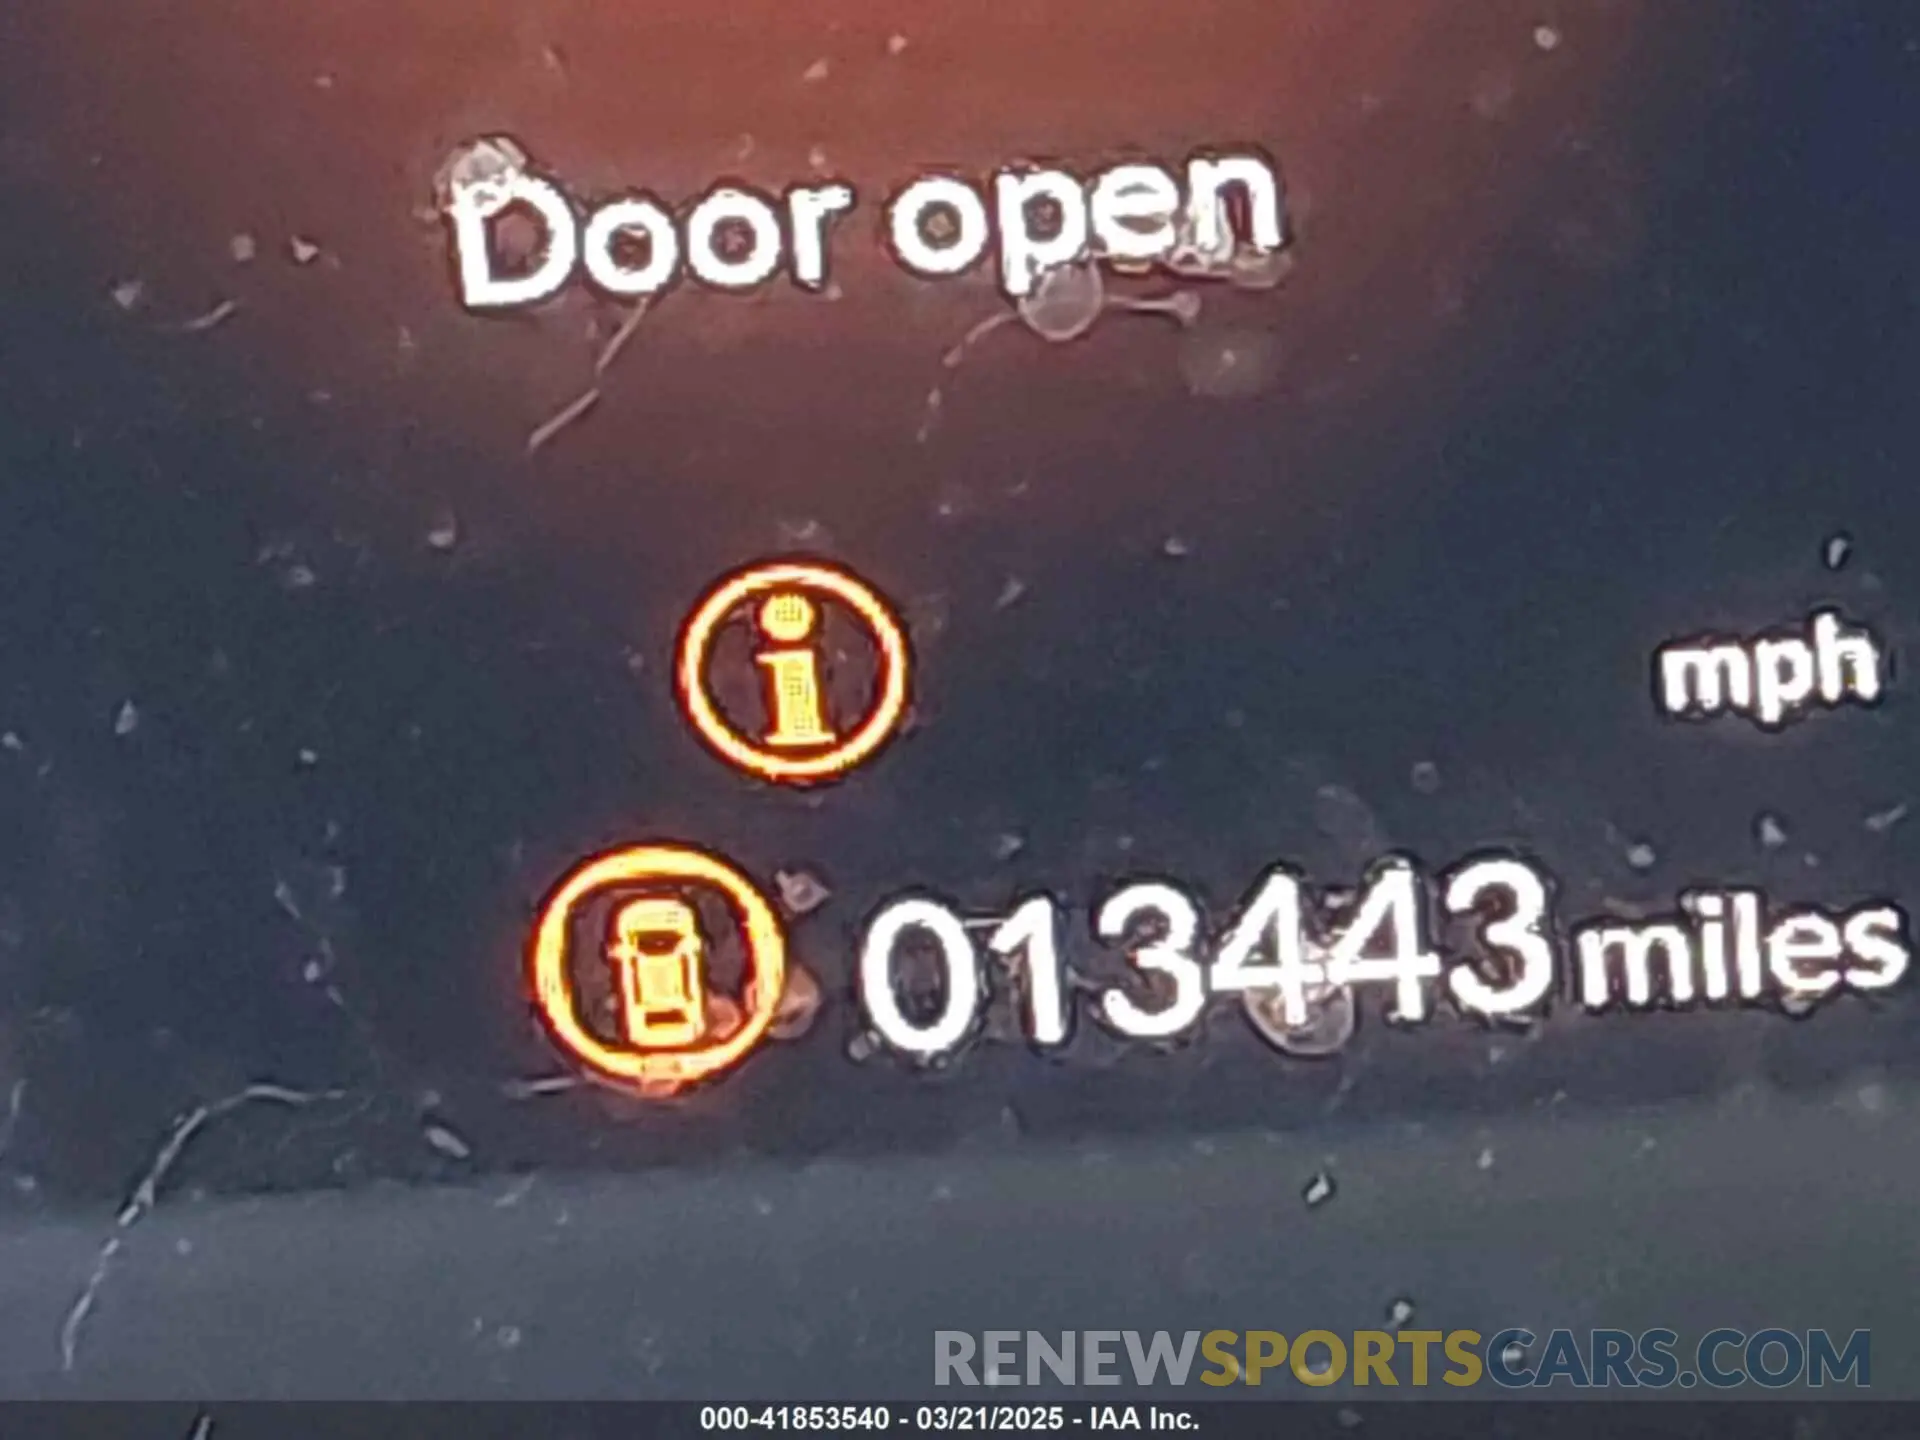 Door open
i
mph
013443 miles
RENEWSPORTSCARS.COM
000-41853540 - 03/21/2025 - IAA Inc.